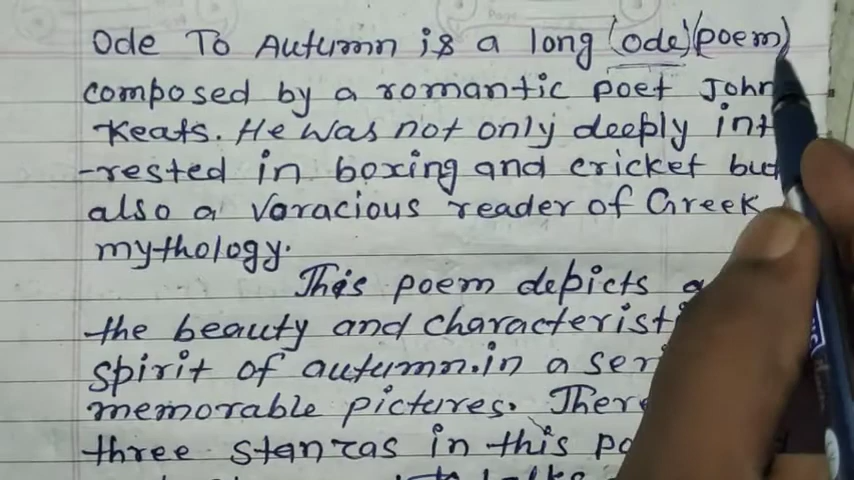 Ode To Autumn is a long (ode) (poem)
composed by a romantic poet John
Keats. He was not only deeply int
-rested in boxing and cricket but
also a voracious reader of Greek
mythology.
This poem depicts
the beauty and characterist
spirit of autumn. in a ser
memorable pictures. There
three stanzas in this po